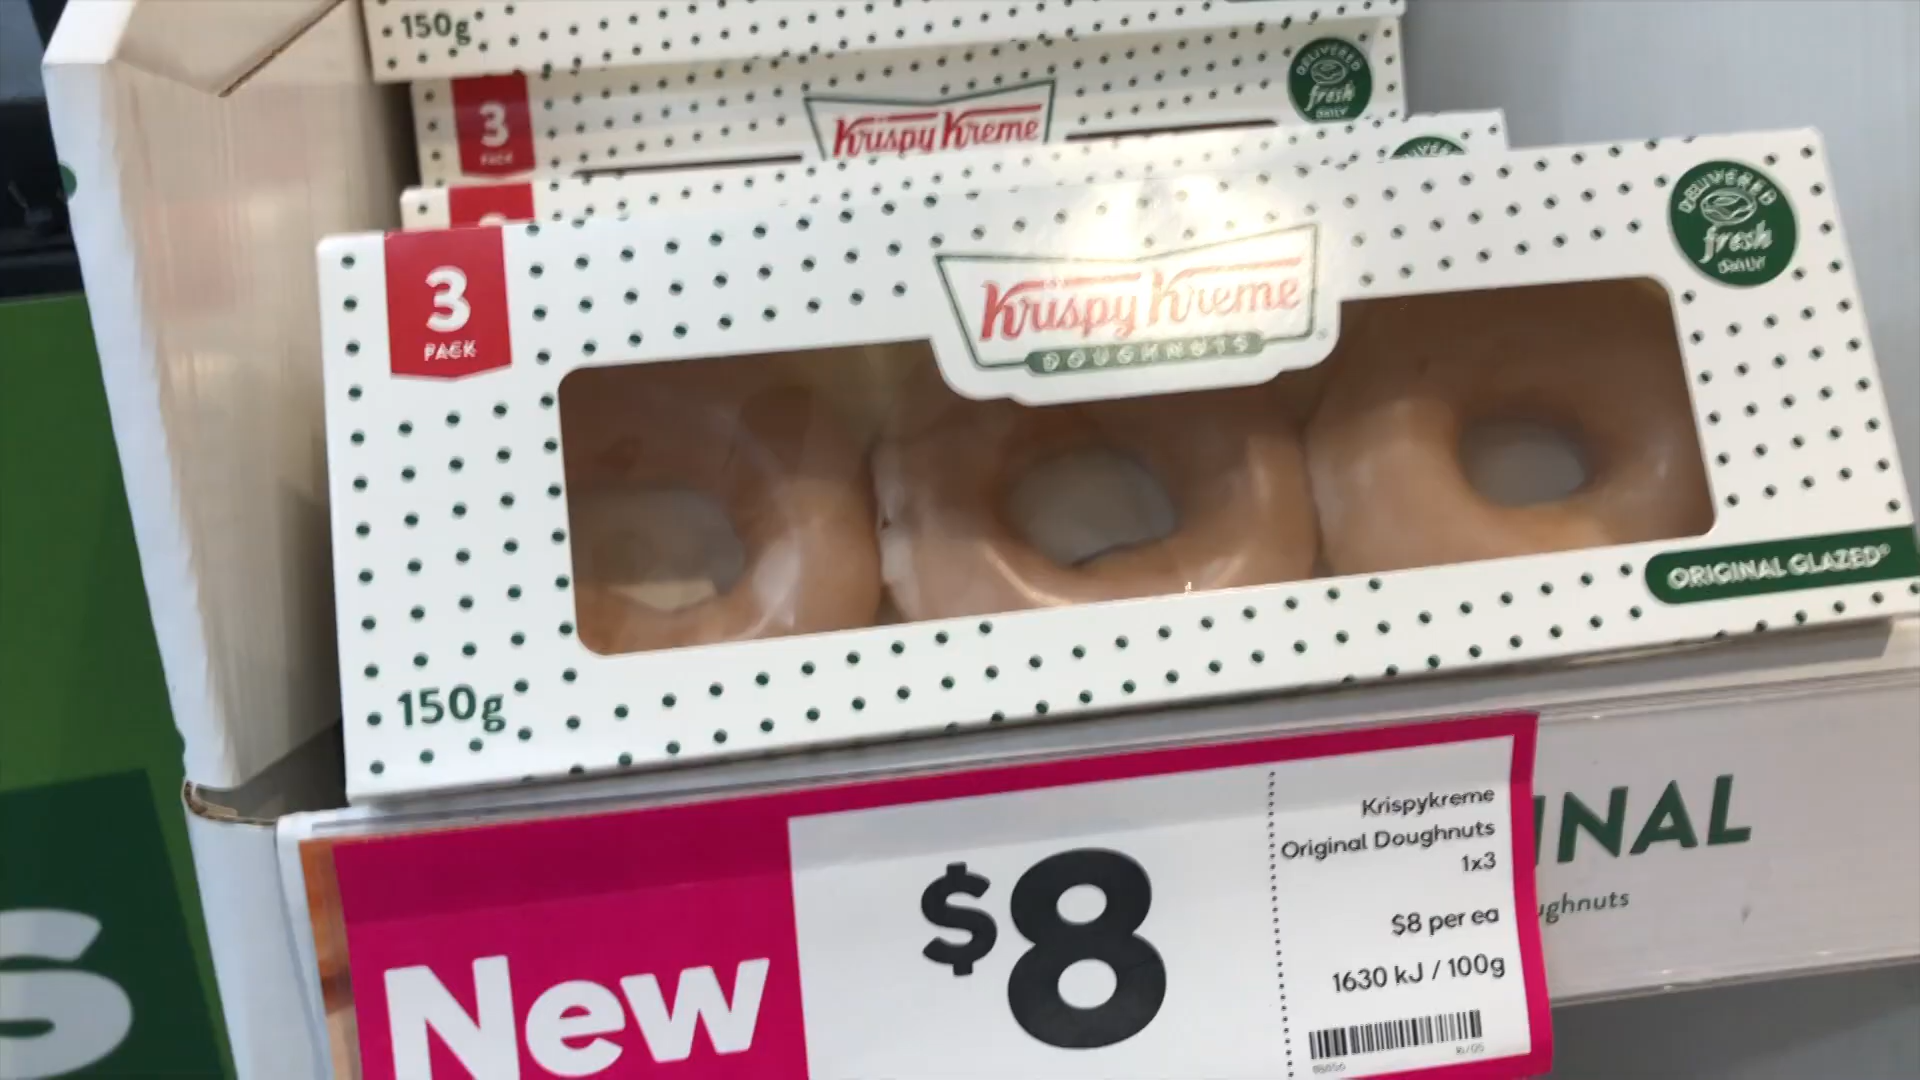 150g
3
PACK
Krispy Kreme
DELIVERED
fresh
DAILY
3
PACK
Krispy Kreme
DOUGHNUTS
DELIVERED
fresh
DAILY
ORIGINAL GLAZED®
150g
INAL
ughnuts
New
$8
Krispykreme
Original Doughnuts
1x3
$8 per ea
1630 kJ / 100g
S